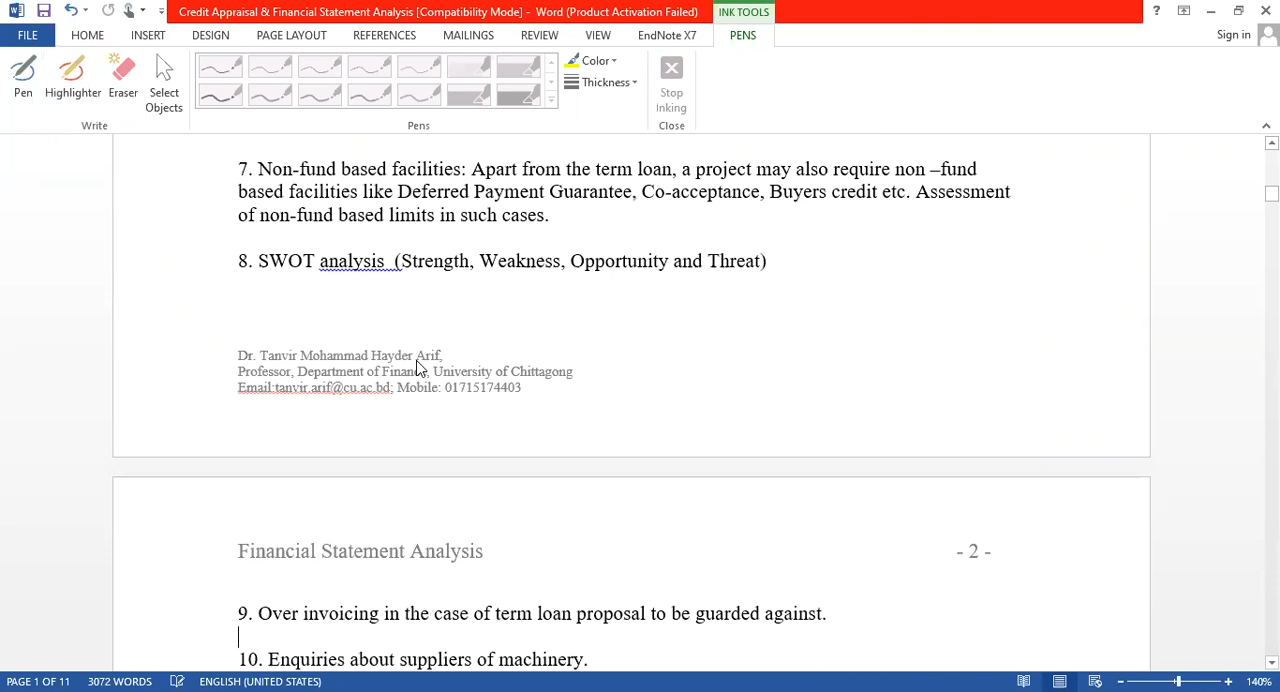 Credit Appraisal & Financial Statement Analysis [Compatibility Mode] - Word (Product Activation Failed)
INK TOOLS
?
FILE
HOME
INSERT
DESIGN
PAGE LAYOUT
REFERENCES
MAILINGS
REVIEW
VIEW
EndNote X7
PENS
Sign in
Pen
Highlighter
Eraser
Select Objects
Color
Thickness
Stop Inking
Write
Pens
Close
7. Non-fund based facilities: Apart from the term loan, a project may also require non –fund
based facilities like Deferred Payment Guarantee, Co-acceptance, Buyers credit etc. Assessment
of non-fund based limits in such cases.
8. SWOT analysis (Strength, Weakness, Opportunity and Threat)
Dr. Tanvir Mohammad Hayder Arif,
Professor, Department of Finance, University of Chittagong
Email:tanvir.arif@cu.ac.bd; Mobile: 01715174403
Financial Statement Analysis - 2 -
9. Over invoicing in the case of term loan proposal to be guarded against.
10. Enquiries about suppliers of machinery.
PAGE 1 OF 11 3072 WORDS ENGLISH (UNITED STATES) 140%